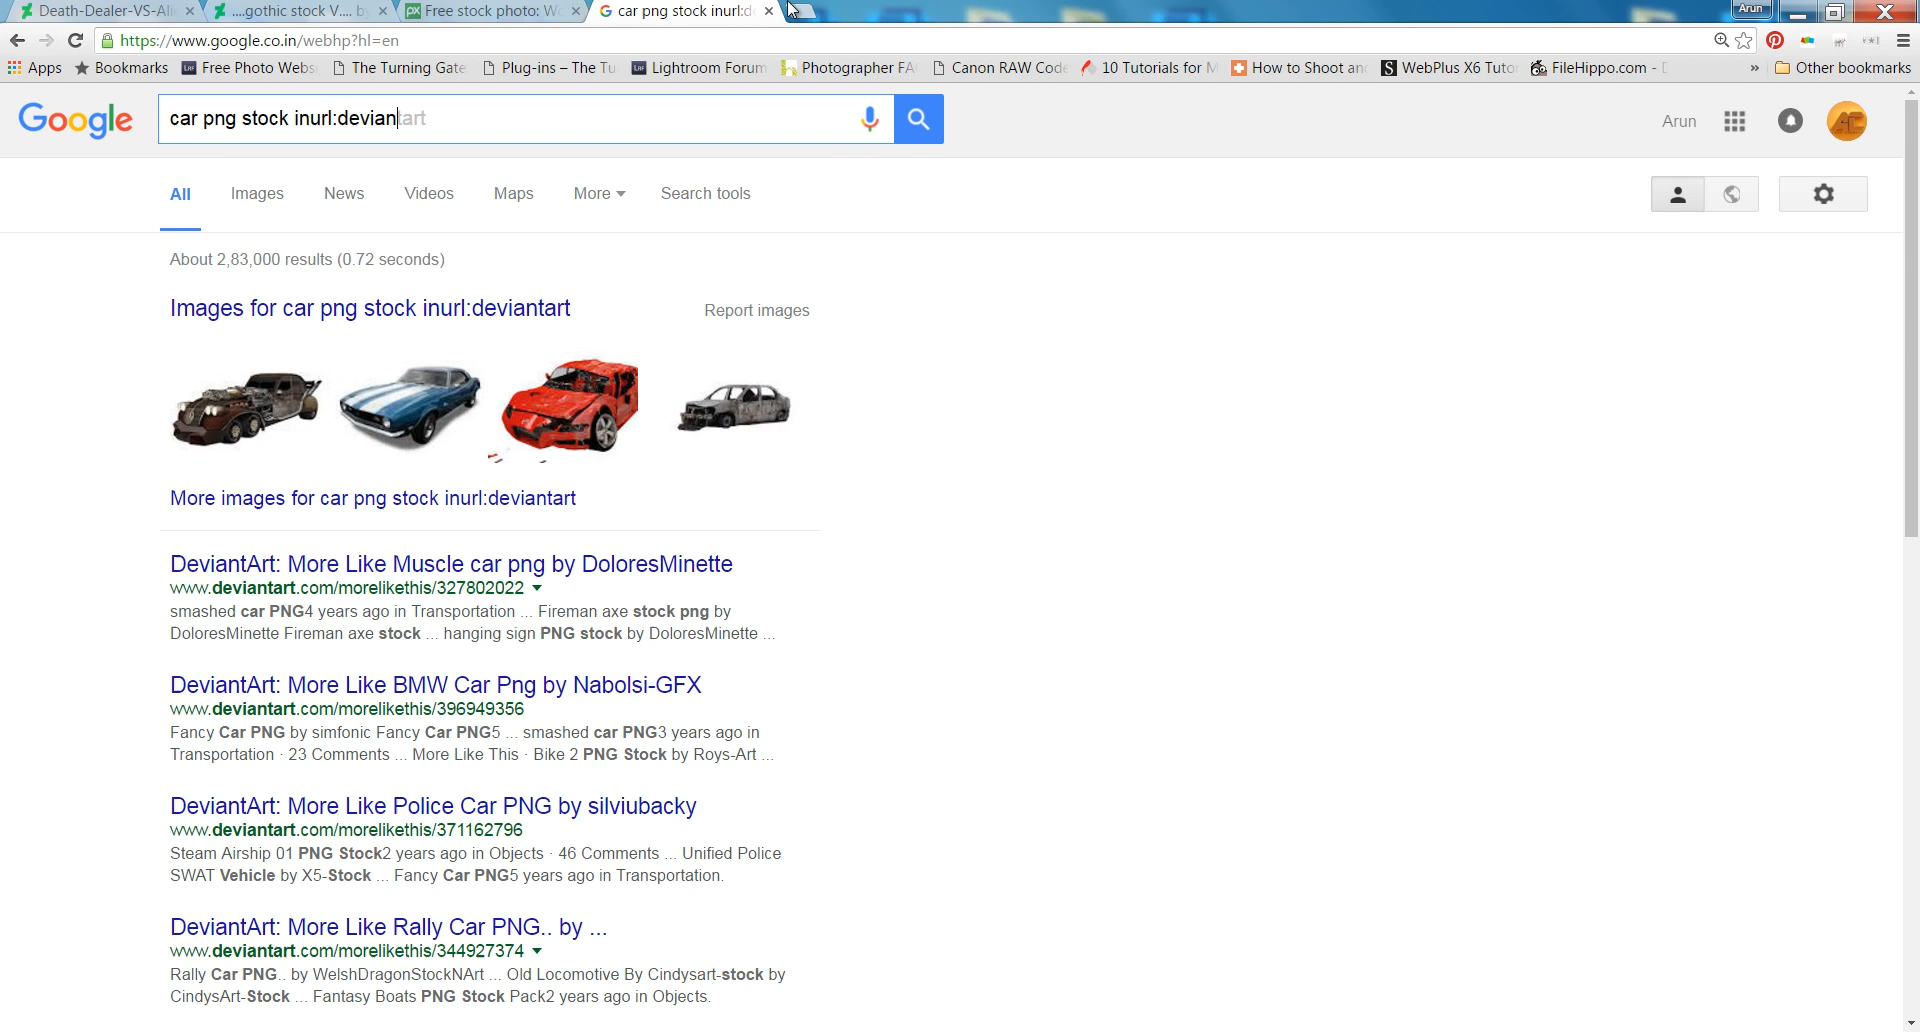 Death-Dealer-VS-Ali
....gothic stock V.... by
Free stock photo: Wo
car png stock inurl:de
Arun
https://www.google.co.in/webhp?hl=en
Apps
Bookmarks
Free Photo Webs
The Turning Gate
Plug-ins – The Tu
Lightroom Forum
Photographer FA
Canon RAW Code
10 Tutorials for M
How to Shoot an
WebPlus X6 Tuto
FileHippo.com - D
» Other bookmarks
Google
car png stock inurl:deviantart
Arun
All Images News Videos Maps More Search tools
About 2,83,000 results (0.72 seconds)
Images for car png stock inurl:deviantart
Report images
More images for car png stock inurl:deviantart
DeviantArt: More Like Muscle car png by DoloresMinette
www.deviantart.com/morelikethis/327802022
smashed car PNG4 years ago in Transportation ... Fireman axe stock png by
DoloresMinette Fireman axe stock ... hanging sign PNG stock by DoloresMinette ...
DeviantArt: More Like BMW Car Png by Nabolsi-GFX
www.deviantart.com/morelikethis/396949356
Fancy Car PNG by simfonic Fancy Car PNG5 ... smashed car PNG3 years ago in
Transportation · 23 Comments ... More Like This · Bike 2 PNG Stock by Roys-Art ...
DeviantArt: More Like Police Car PNG by silviubacky
www.deviantart.com/morelikethis/371162796
Steam Airship 01 PNG Stock2 years ago in Objects · 46 Comments ... Unified Police
SWAT Vehicle by X5-Stock ... Fancy Car PNG5 years ago in Transportation.
DeviantArt: More Like Rally Car PNG.. by ...
www.deviantart.com/morelikethis/344927374
Rally Car PNG.. by WelshDragonStockNArt ... Old Locomotive By Cindysart-stock by
CindysArt-Stock ... Fantasy Boats PNG Stock Pack2 years ago in Objects.